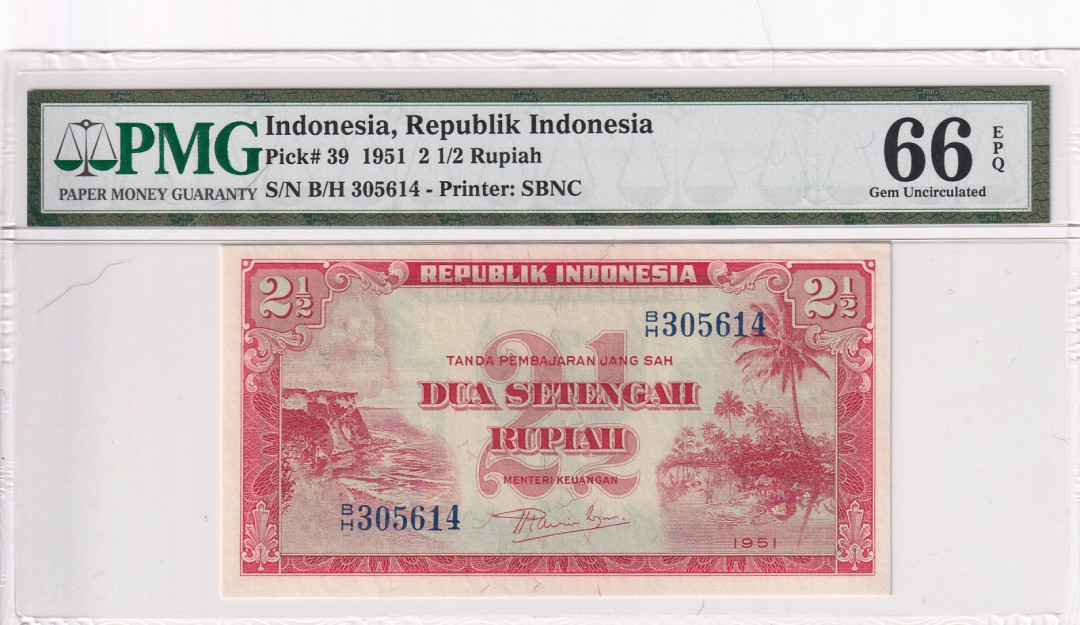 PMG
PAPER MONEY GUARANTY
Indonesia, Republik Indonesia
Pick# 39 1951 2 1/2 Rupiah
S/N B/H 305614 - Printer: SBNC
66
EPQ
Gem Uncirculated
REPUBLIK INDONESIA
2½ 2½
B/H 305614
TANDA PEMBAJARAN JANG SAH
2½
DUA SETENGAH
RUPIAH
MENTERI KEUANGAN
B/H 305614
1951